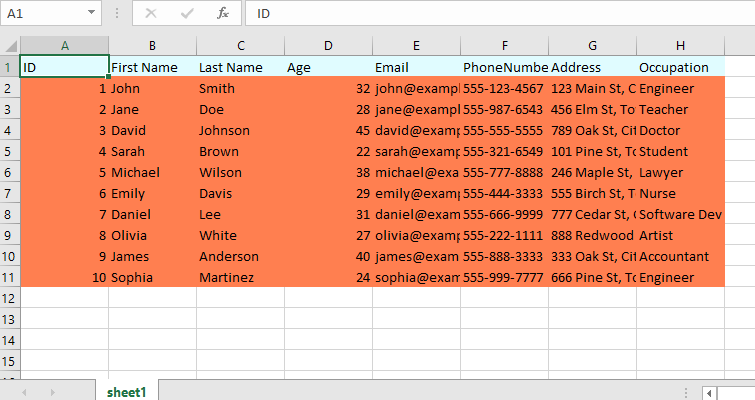 A1 fx ID
A B C D E F G H
1 ID First Name Last Name Age Email PhoneNumbe Address Occupation
2 1 John Smith 32 john@exampl 555-123-4567 123 Main St, C Engineer
3 2 Jane Doe 28 jane@exampl 555-987-6543 456 Elm St, To Teacher
4 3 David Johnson 45 david@exam 555-555-5555 789 Oak St, Cit Doctor
5 4 Sarah Brown 22 sarah@exam 555-321-6549 101 Pine St, To Student
6 5 Michael Wilson 38 michael@exa 555-777-8888 246 Maple St, Lawyer
7 6 Emily Davis 29 emily@exam 555-444-3333 555 Birch St, T Nurse
8 7 Daniel Lee 31 daniel@exam 555-666-9999 777 Cedar St, Software Dev
9 8 Olivia White 27 olivia@exam 555-222-1111 888 Redwood Artist
10 9 James Anderson 40 james@exam 555-888-3333 333 Oak St, Cit Accountant
11 10 Sophia Martinez 24 sophia@exam 555-999-7777 666 Pine St, To Engineer
12
13
14
15
sheet1